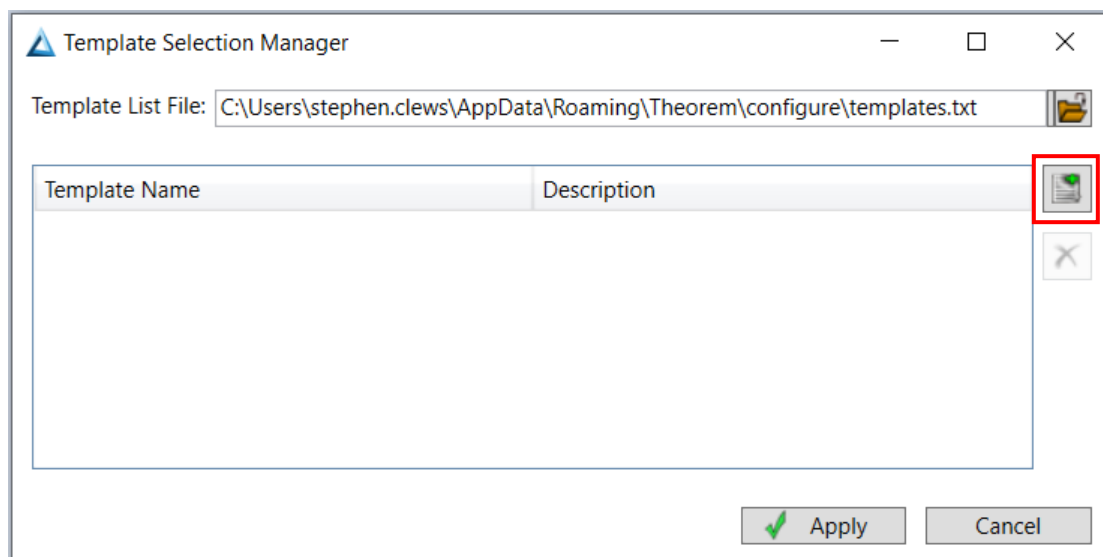 Template Selection Manager
Template List File: C:\Users\stephen.clews\AppData\Roaming\Theorem\configure\templates.txt
Template Name Description
Apply Cancel